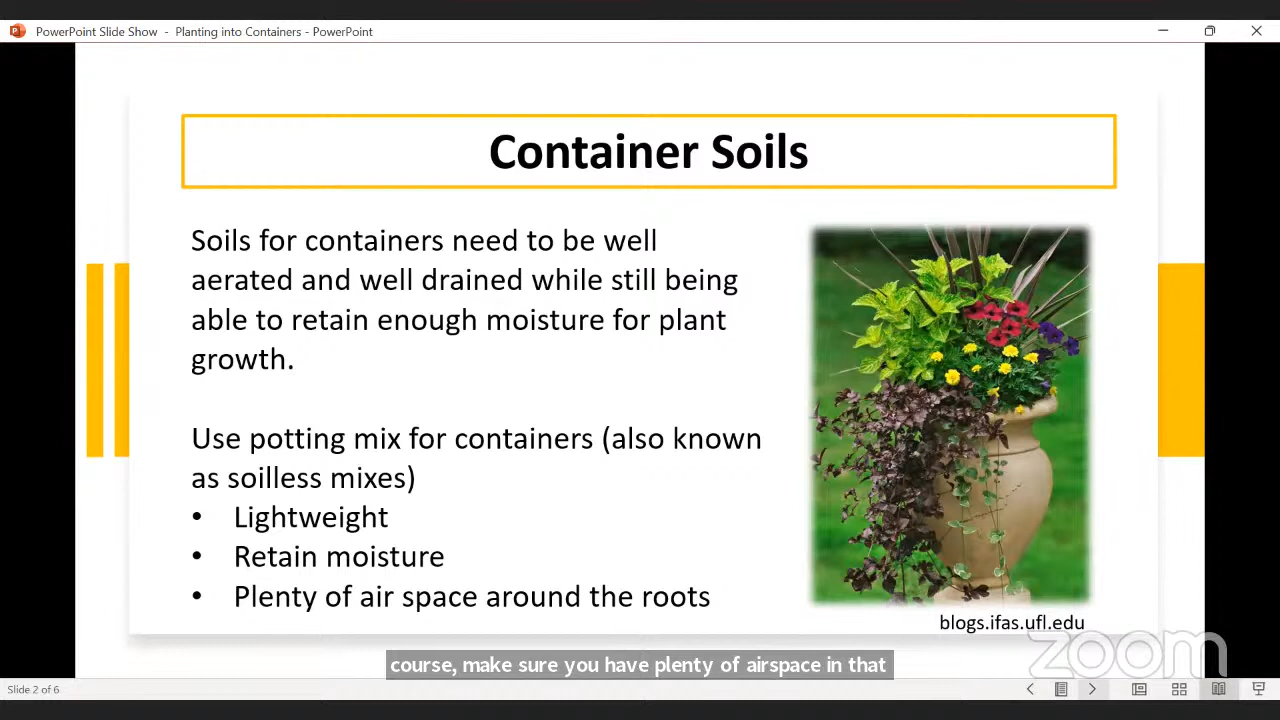 PowerPoint Slide Show - Planting into Containers - PowerPoint
Container Soils
Soils for containers need to be well
aerated and well drained while still being
able to retain enough moisture for plant
growth.
Use potting mix for containers (also known
as soilless mixes)
• Lightweight
• Retain moisture
• Plenty of air space around the roots
blogs.ifas.ufl.edu
zoom
course, make sure you have plenty of airspace in that
Slide 2 of 6